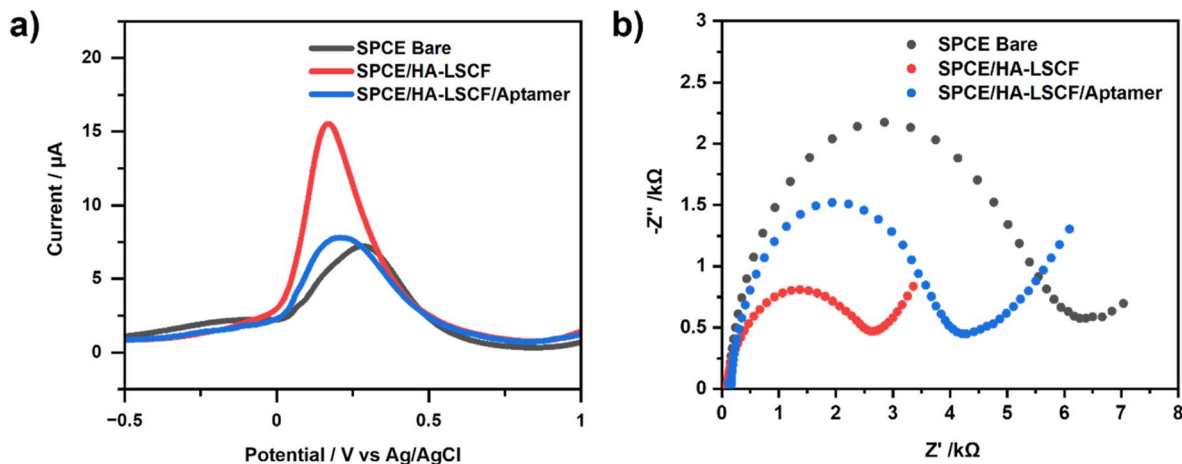 a)
SPCE Bare
SPCE/HA-LSCF
SPCE/HA-LSCF/Aptamer
Current / µA
20
15
10
5
0
−0.5
0
0.5
1
Potential / V vs Ag/AgCl
b)
SPCE Bare
SPCE/HA-LSCF
SPCE/HA-LSCF/Aptamer
-Z'' /kΩ
3
2.5
2
1.5
1
0.5
0
0
1
2
3
4
5
6
7
8
Z' /kΩ